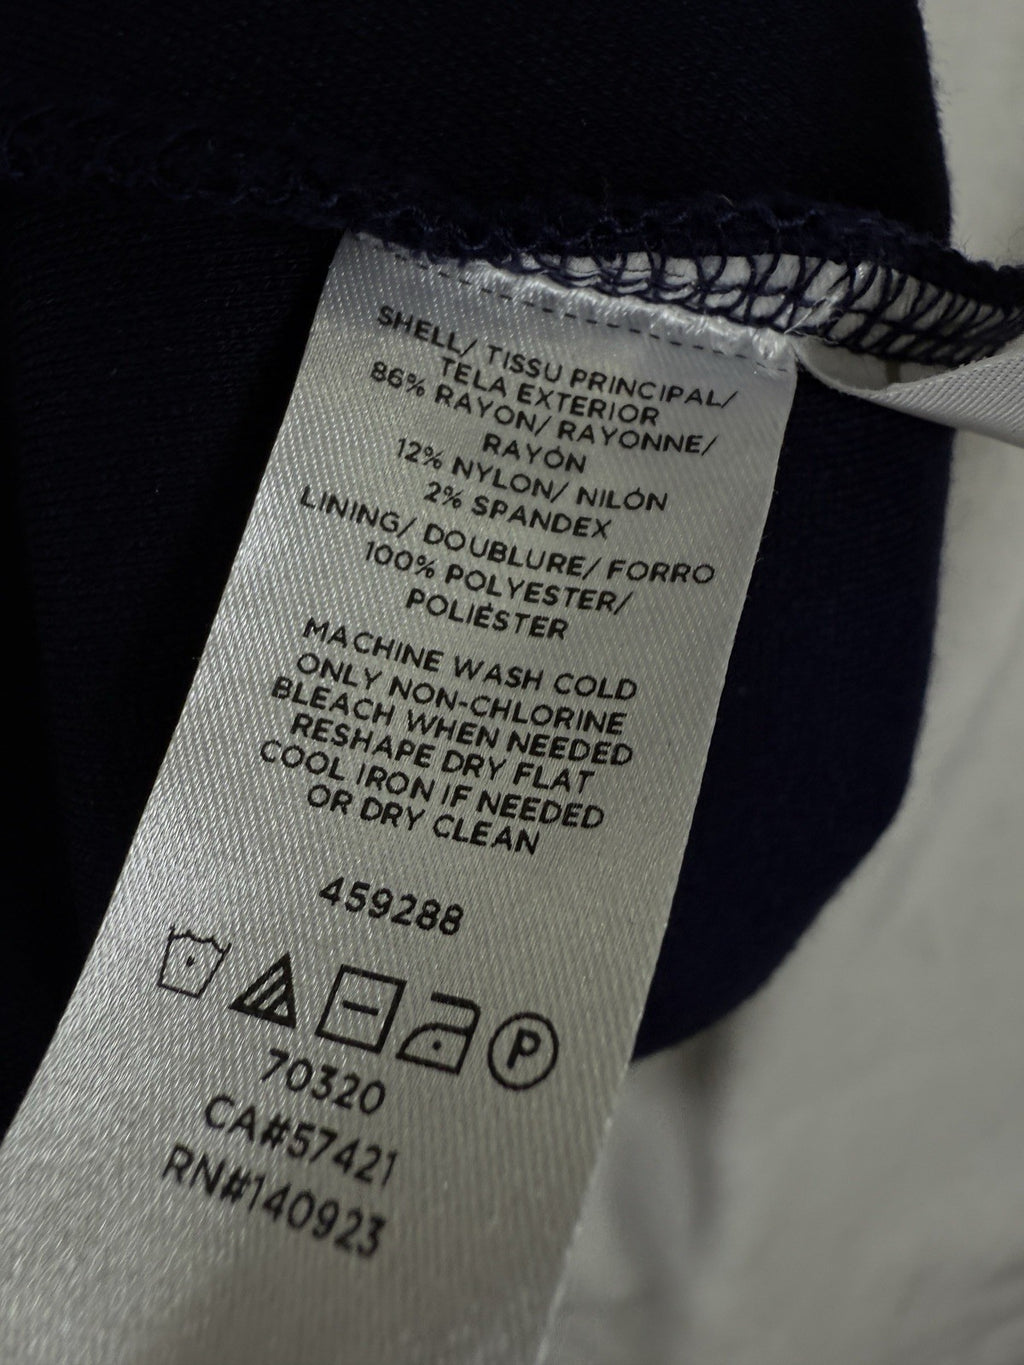 SHELL/ TISSU PRINCIPAL/
TELA EXTERIOR
86% RAYON/ RAYONNE/
RAYÓN
12% NYLON/ NILÓN
2% SPANDEX
LINING/ DOUBLURE/ FORRO
100% POLYESTER/
POLIÉSTER
MACHINE WASH COLD
ONLY NON-CHLORINE
BLEACH WHEN NEEDED
RESHAPE DRY FLAT
COOL IRON IF NEEDED
OR DRY CLEAN
459288
P
70320
CA#57421
RN#140923